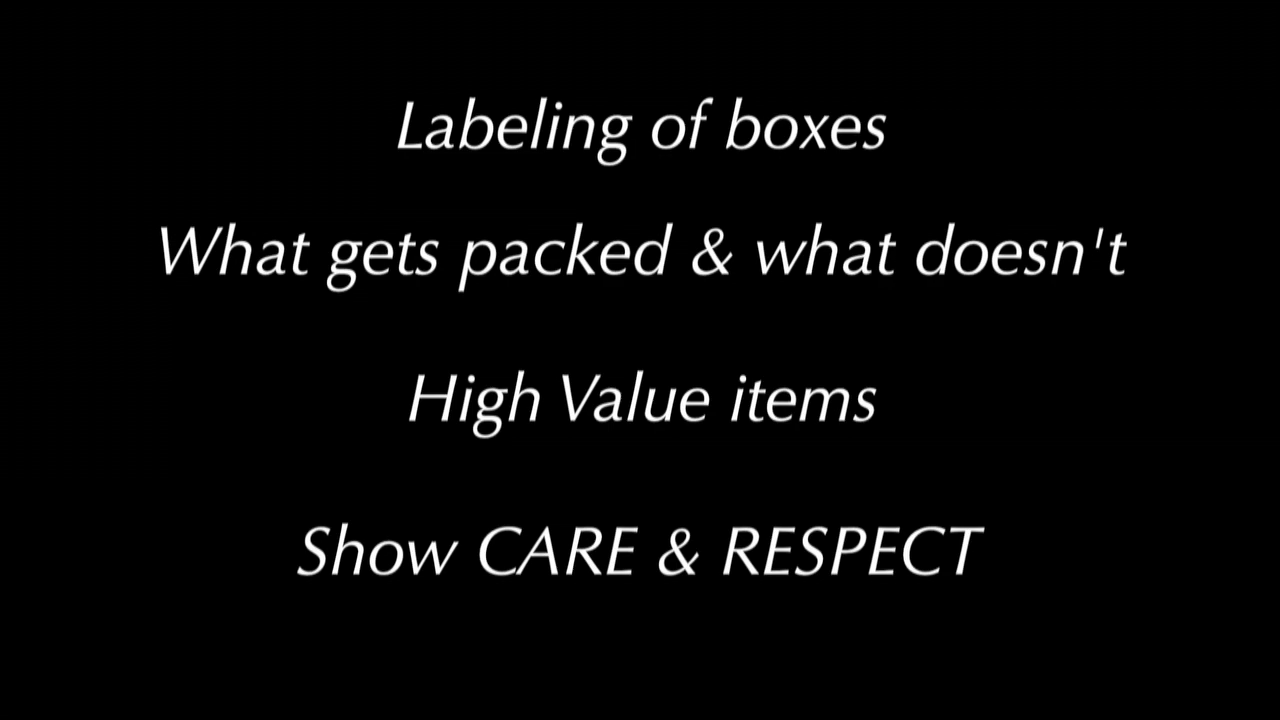 Labeling of boxes
What gets packed & what doesn't
High Value items
Show CARE & RESPECT